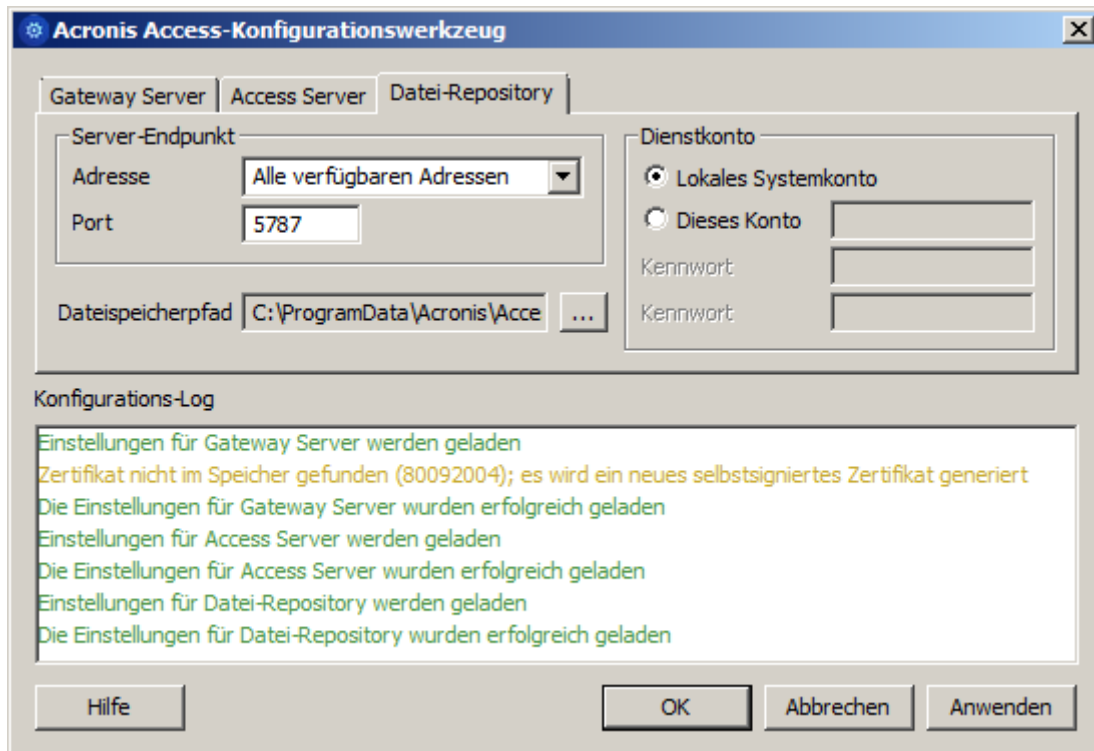 Acronis Access-Konfigurationswerkzeug
Gateway Server
Access Server
Datei-Repository
Server-Endpunkt
Adresse
Alle verfügbaren Adressen
Port
5787
Dateispeicherpfad
C:\ProgramData\Acronis\Acce
...
Dienstkonto
Lokales Systemkonto
Dieses Konto
Kennwort
Kennwort
Konfigurations-Log
Einstellungen für Gateway Server werden geladen
Zertifikat nicht im Speicher gefunden (80092004); es wird ein neues selbstsigniertes Zertifikat generiert
Die Einstellungen für Gateway Server wurden erfolgreich geladen
Einstellungen für Access Server werden geladen
Die Einstellungen für Access Server wurden erfolgreich geladen
Einstellungen für Datei-Repository werden geladen
Die Einstellungen für Datei-Repository wurden erfolgreich geladen
Hilfe
OK
Abbrechen
Anwenden